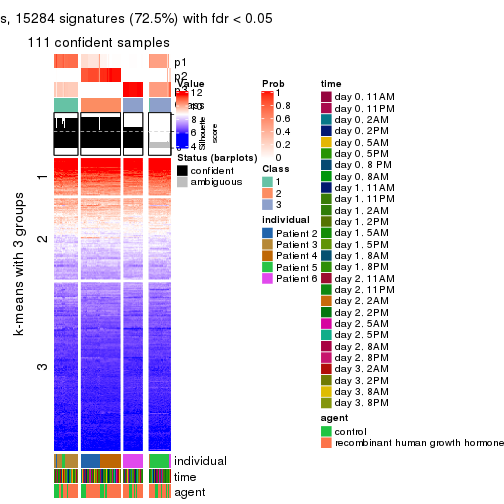 s, 15284 signatures (72.5%) with fdr < 0.05
111 confident samples
p1
p2
p3
Class
Value
12
10
8
6
4
Silhouette
score
Status (barplots)
confident
ambiguous
k-means with 3 groups
1
2
3
individual
time
agent
Prob
1
0.8
0.6
0.4
0.2
0
Class
1
2
3
individual
Patient 2
Patient 3
Patient 4
Patient 5
Patient 6
time
day 0. 11AM
day 0. 11PM
day 0. 2AM
day 0. 2PM
day 0. 5AM
day 0. 5PM
day 0. 8 PM
day 0. 8AM
day 1. 11AM
day 1. 11PM
day 1. 2AM
day 1. 2PM
day 1. 5AM
day 1. 5PM
day 1. 8AM
day 1. 8PM
day 2. 11AM
day 2. 11PM
day 2. 2AM
day 2. 2PM
day 2. 5AM
day 2. 5PM
day 2. 8AM
day 2. 8PM
day 3. 2AM
day 3. 2PM
day 3. 8AM
day 3. 8PM
agent
control
recombinant human growth hormone